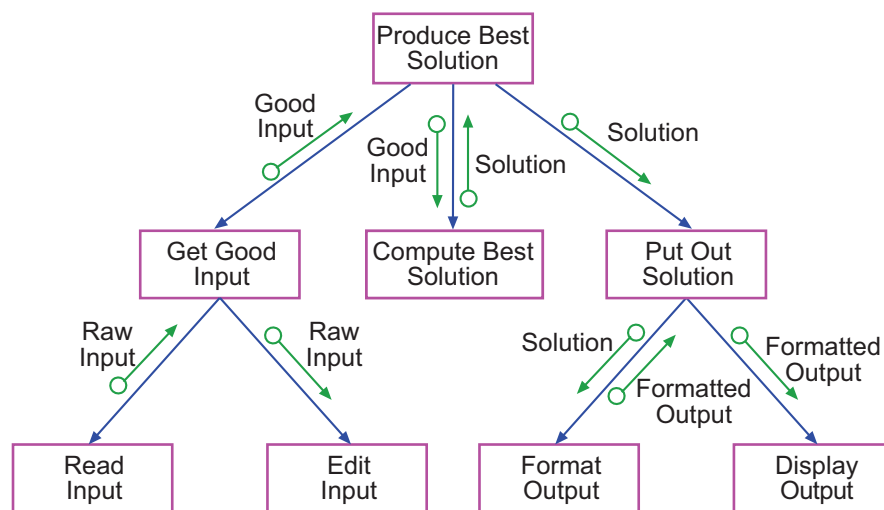 Produce Best
Solution
Good
Input
Good
Input
Solution
Solution
Get Good
Input
Compute Best
Solution
Put Out
Solution
Raw
Input
Raw
Input
Solution
Formatted
Output
Formatted
Output
Read
Input
Edit
Input
Format
Output
Display
Output